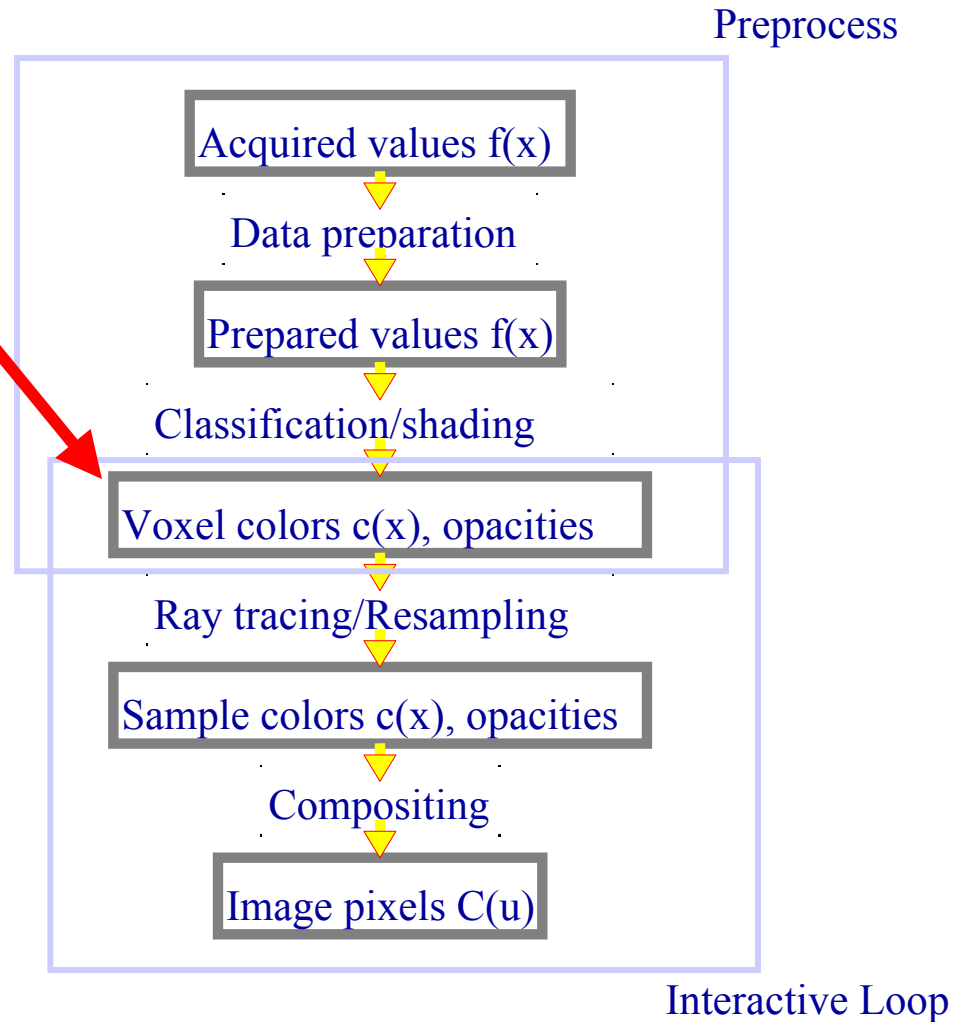 Preprocess
Acquired values f(x)
Data preparation
Prepared values f(x)
Classification/shading
Voxel colors c(x), opacities
Ray tracing/Resampling
Sample colors c(x), opacities
Compositing
Image pixels C(u)
Interactive Loop